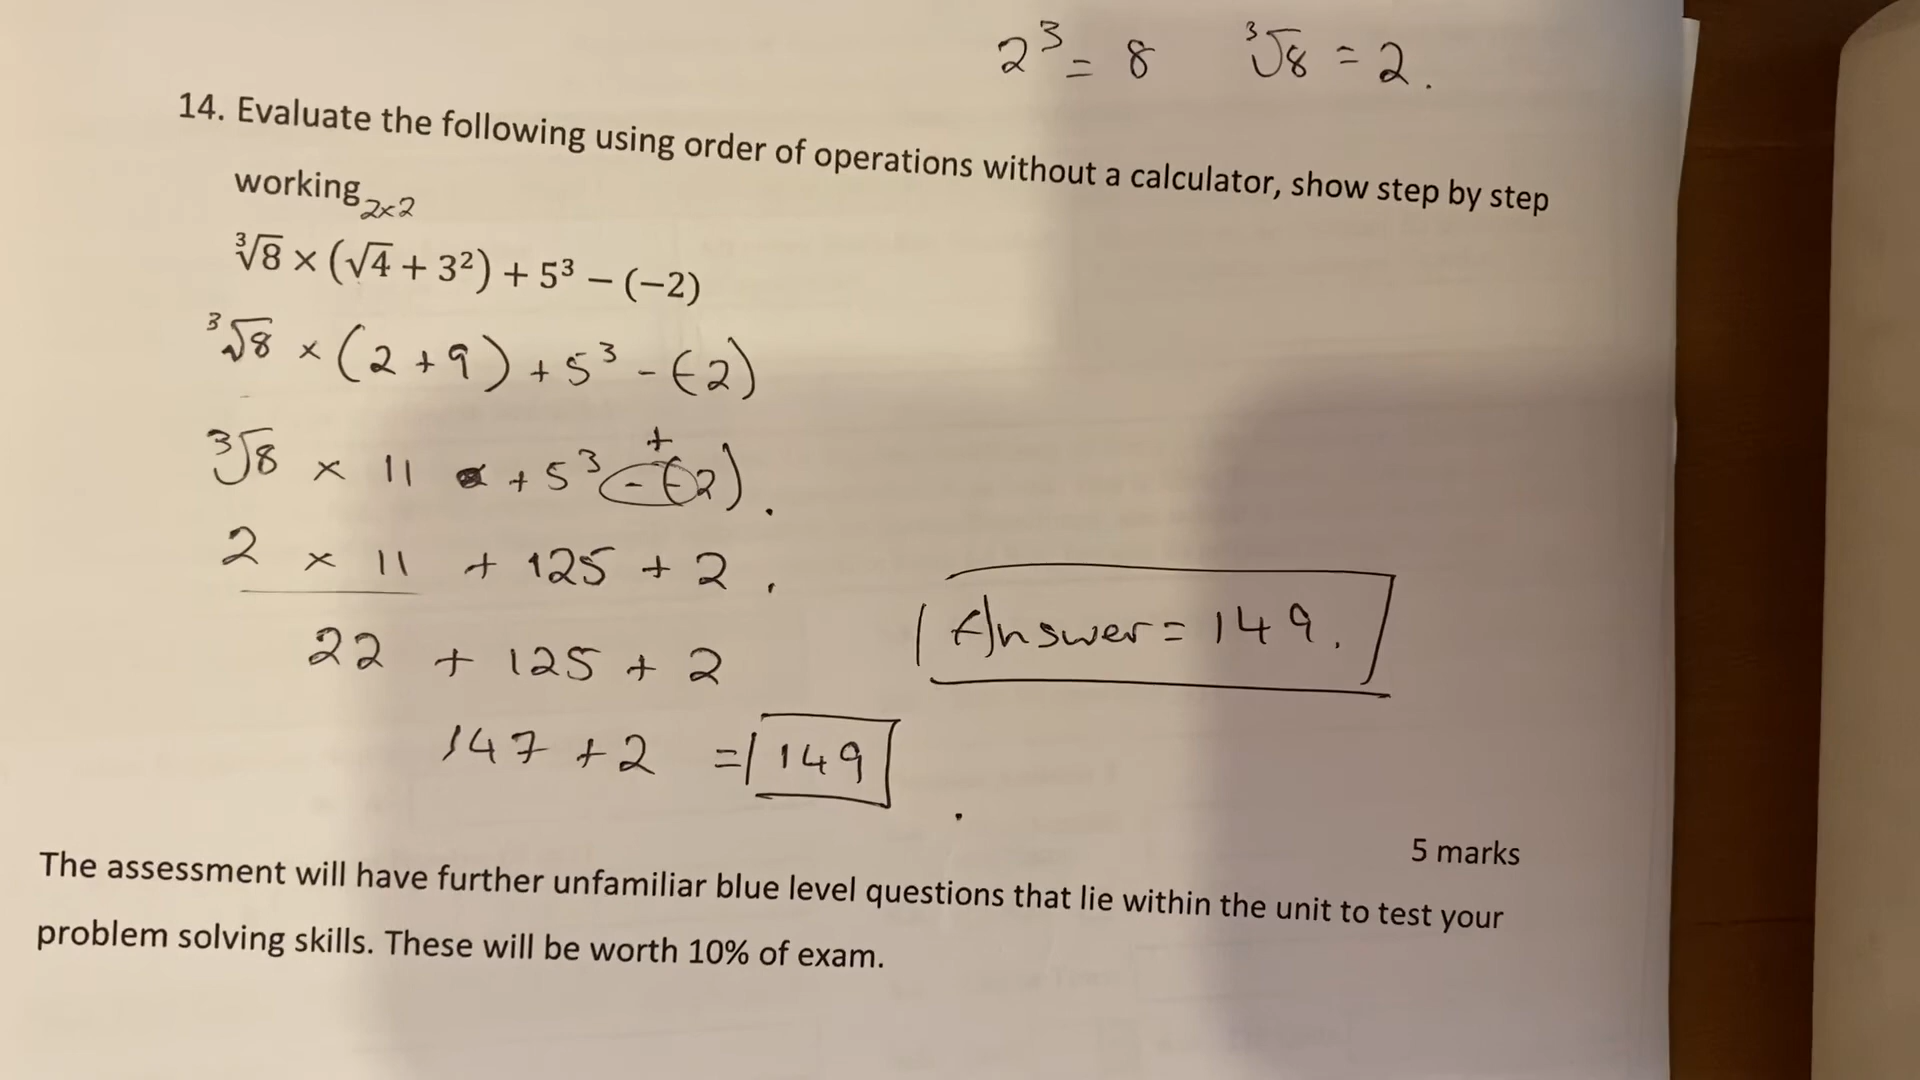 2³ = 8 ³√8 = 2.
14. Evaluate the following using order of operations without a calculator, show step by step
working 2×2
³√8 × (√4 + 3²) + 5³ − (−2)
³√8 × (2 + 9) + 5³ - (-2)
³√8 × 11 + 5³ - (-2).
+
2 × 11 + 125 + 2.
22 + 125 + 2
Answer = 149.
147 + 2 = 149
5 marks
The assessment will have further unfamiliar blue level questions that lie within the unit to test your
problem solving skills. These will be worth 10% of exam.